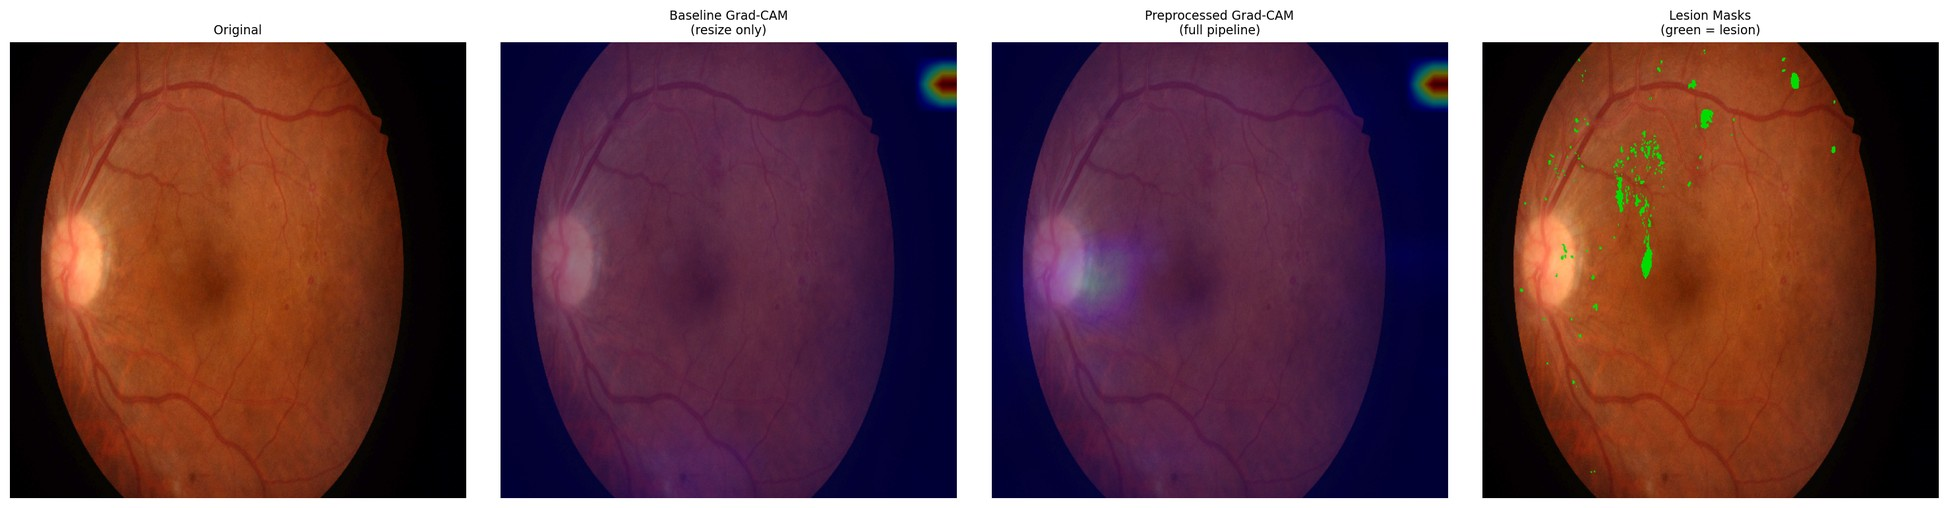 Original
Baseline Grad-CAM
(resize only)
Preprocessed Grad-CAM
(full pipeline)
Lesion Masks
(green = lesion)